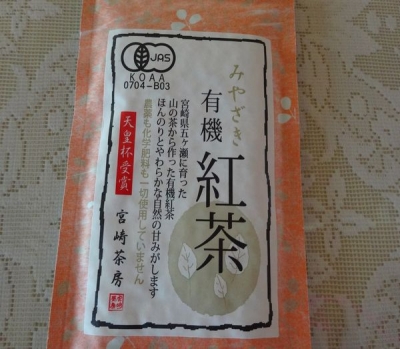 JAS
KOAA
0704-B03
みやざき
有機
紅茶
宮崎県五ヶ瀬に育った
山の茶から作った有機紅茶
ほんのりとやわらかな自然の甘みがします
農薬も化学肥料も一切使用していません
天皇杯受賞
宮崎茶房